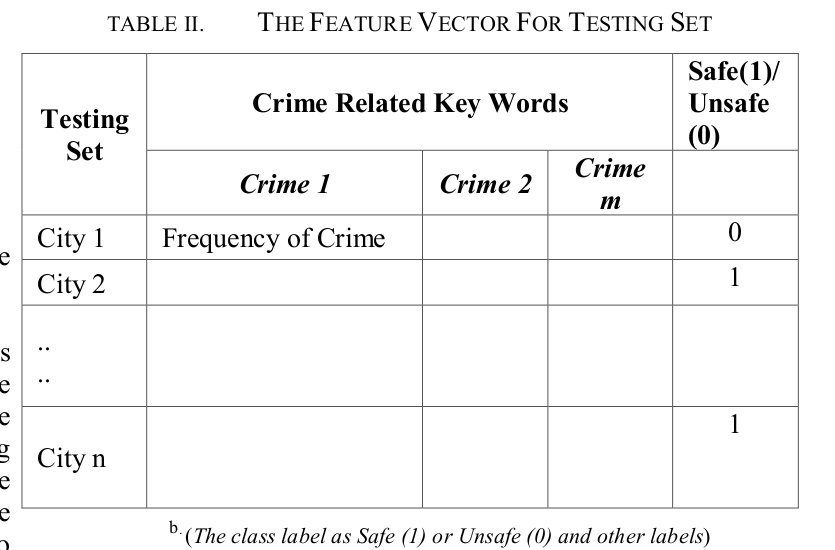 TABLE II. THE FEATURE VECTOR FOR TESTING SET
Testing
Set
Crime Related Key Words
Safe(1)/
Unsafe
(0)
Crime 1
Crime 2
Crime
m
City 1
Frequency of Crime
0
City 2
1
..
..
City n
1
b. (The class label as Safe (1) or Unsafe (0) and other labels)
e
s
e
e
g
e
e